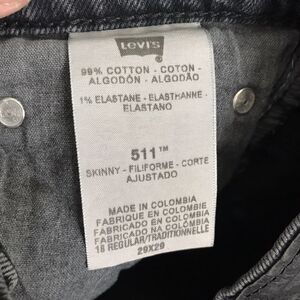 Levi's
99% COTTON - COTON -
ALGODÓN - ALGODÃO
1% ELASTANE - ELASTHANNE -
ELASTANO
511™
SKINNY - FILIFORME - CORTE
AJUSTADO
MADE IN COLOMBIA
FABRIQUÉ EN COLOMBIE
FABRICADO EN COLOMBIA
FABRICADO NA COLOMBIA
18 REGULAR/TRADITIONNELLE
29X29